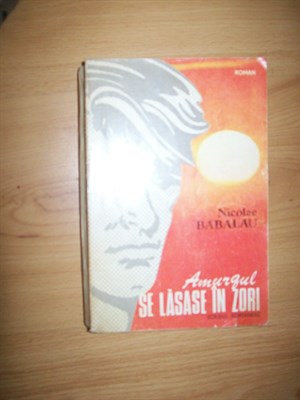 ROMAN
Nicolae
BABALAU
Amurgul
SE LĂSASE ÎN ZORI